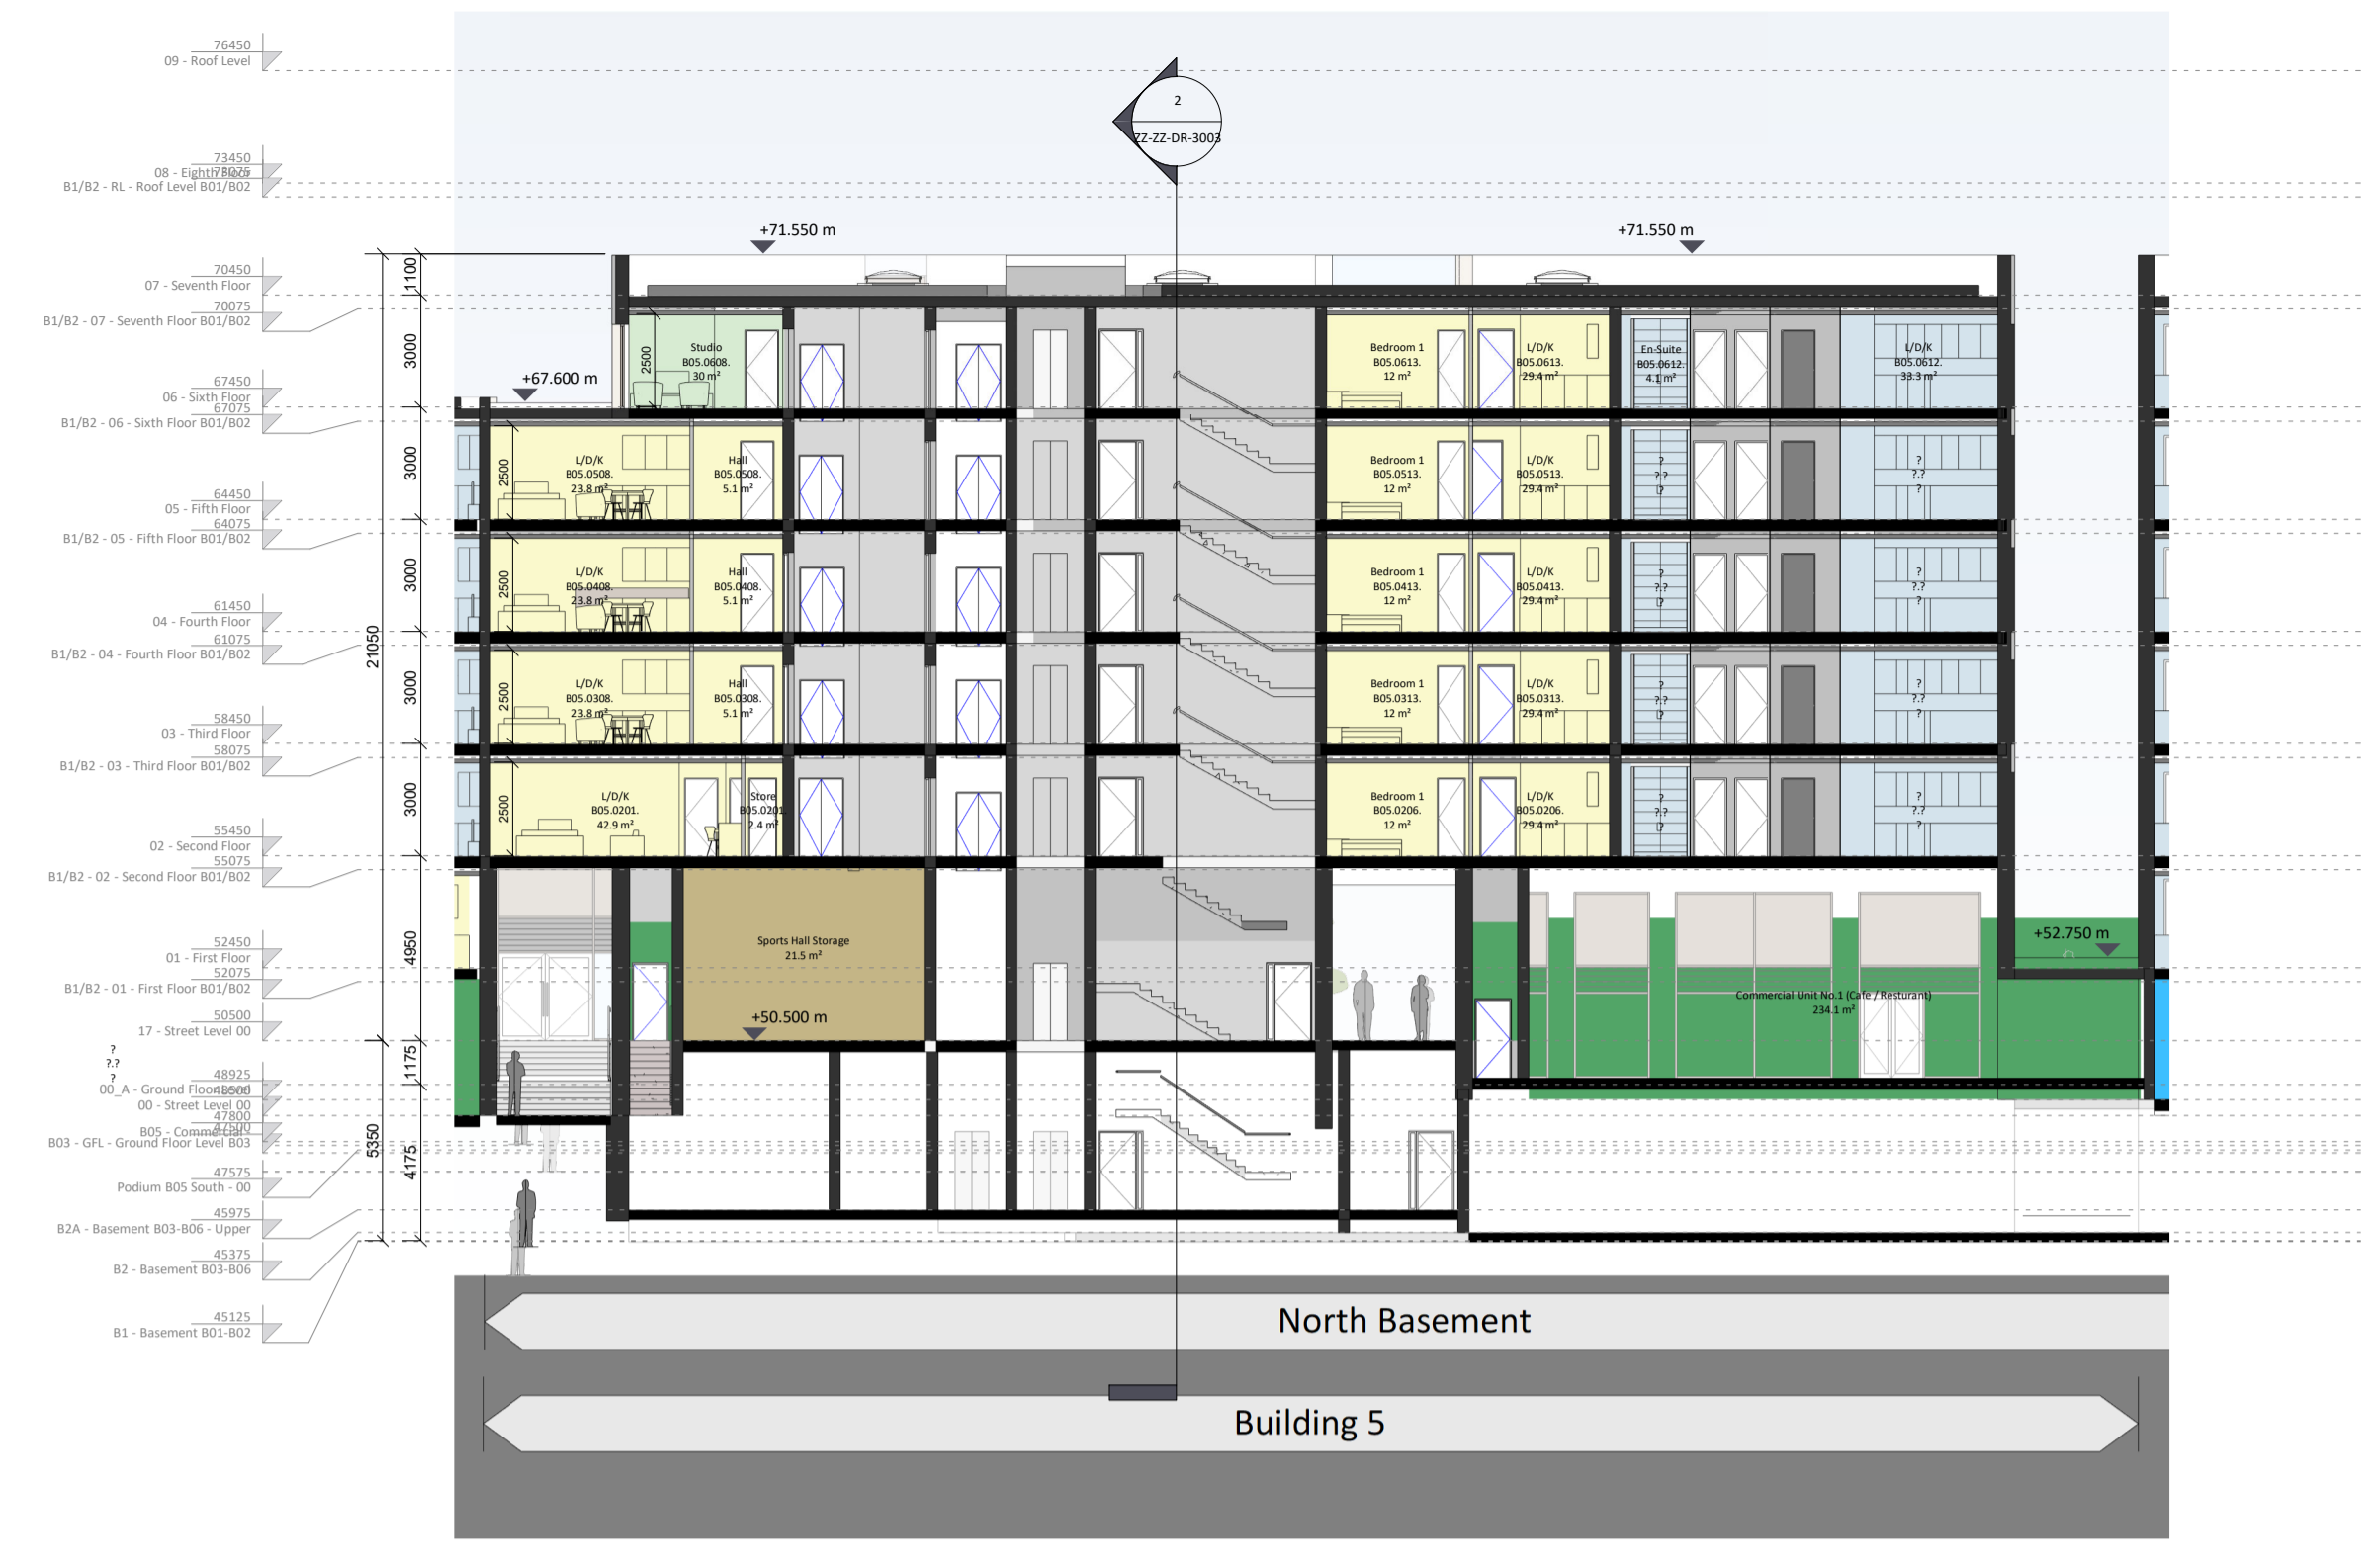 76450
09 - Roof Level
73450
08 - Eighth Floor
73075
B1/B2 - RL - Roof Level B01/B02
70450
07 - Seventh Floor
70075
B1/B2 - 07 - Seventh Floor B01/B02
67450
06 - Sixth Floor
67075
B1/B2 - 06 - Sixth Floor B01/B02
64450
05 - Fifth Floor
64075
B1/B2 - 05 - Fifth Floor B01/B02
61450
04 - Fourth Floor
61075
B1/B2 - 04 - Fourth Floor B01/B02
58450
03 - Third Floor
58075
B1/B2 - 03 - Third Floor B01/B02
55450
02 - Second Floor
55075
B1/B2 - 02 - Second Floor B01/B02
52450
01 - First Floor
52075
B1/B2 - 01 - First Floor B01/B02
50500
17 - Street Level 00
?
?.?
?
48925
00_A - Ground Floor Level
00 - Street Level 00
47800
B05 - Commercial -
47500
B03 - GFL - Ground Floor Level B03
47575
Podium B05 South - 00
45975
B2A - Basement B03-B06 - Upper
45375
B2 - Basement B03-B06
45125
B1 - Basement B01-B02
21050
5350
1100
3000
3000
3000
3000
3000
4950
1175
4175
2
ZZ-ZZ-DR-3003
+71.550 m
+71.550 m
+67.600 m
2500
Studio
B05.0608.
30 m²
Bedroom 1
B05.0613.
12 m²
L/D/K
B05.0613.
29.4 m²
En-Suite
B05.0612.
4.1 m²
L/D/K
B05.0612.
33.3 m²
2500
L/D/K
B05.0508.
23.8 m²
Hall
B05.0508.
5.1 m²
Bedroom 1
B05.0513.
12 m²
L/D/K
B05.0513.
29.4 m²
?
?.?
?
?
?.?
?
2500
L/D/K
B05.0408.
23.8 m²
Hall
B05.0408.
5.1 m²
Bedroom 1
B05.0413.
12 m²
L/D/K
B05.0413.
29.4 m²
?
?.?
?
?
?.?
?
2500
L/D/K
B05.0308.
23.8 m²
Hall
B05.0308.
5.1 m²
Bedroom 1
B05.0313.
12 m²
L/D/K
B05.0313.
29.4 m²
?
?.?
?
?
?.?
?
2500
L/D/K
B05.0201.
42.9 m²
Store
B05.0201.
2.4 m²
Bedroom 1
B05.0206.
12 m²
L/D/K
B05.0206.
29.4 m²
?
?.?
?
?
?.?
?
Sports Hall Storage
21.5 m²
+50.500 m
+52.750 m
Commercial Unit No.1 (Cafe / Resturant)
234.1 m²
North Basement
Building 5